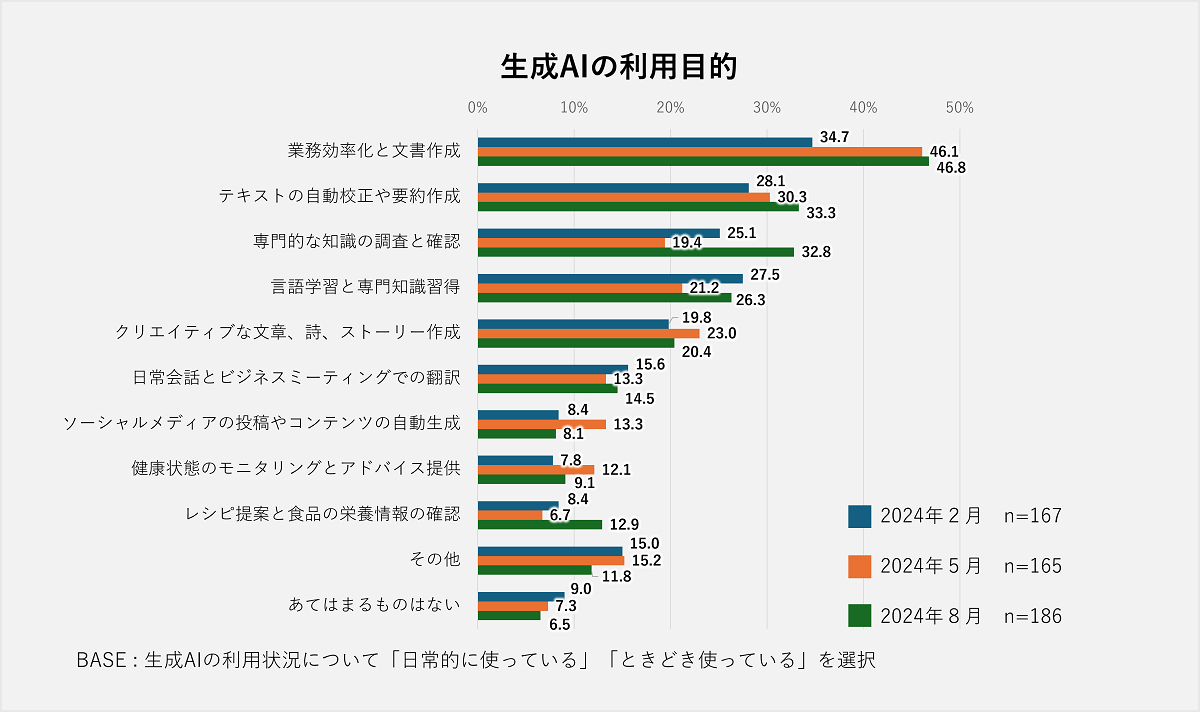 生成AIの利用目的
0% 10% 20% 30% 40% 50%
業務効率化と文書作成 34.7 46.1 46.8
テキストの自動校正や要約作成 28.1 30.3 33.3
専門的な知識の調査と確認 25.1 19.4 32.8
言語学習と専門知識習得 27.5 21.2 26.3
クリエイティブな文章、詩、ストーリー作成 19.8 23.0 20.4
日常会話とビジネスミーティングでの翻訳 15.6 13.3 14.5
ソーシャルメディアの投稿やコンテンツの自動生成 8.4 13.3 8.1
健康状態のモニタリングとアドバイス提供 7.8 12.1 9.1
レシピ提案と食品の栄養情報の確認 8.4 6.7 12.9
その他 15.0 15.2 11.8
あてはまるものはない 9.0 7.3 6.5
2024年２月 n=167
2024年５月 n=165
2024年８月 n=186
BASE : 生成AIの利用状況について「日常的に使っている」「ときどき使っている」を選択